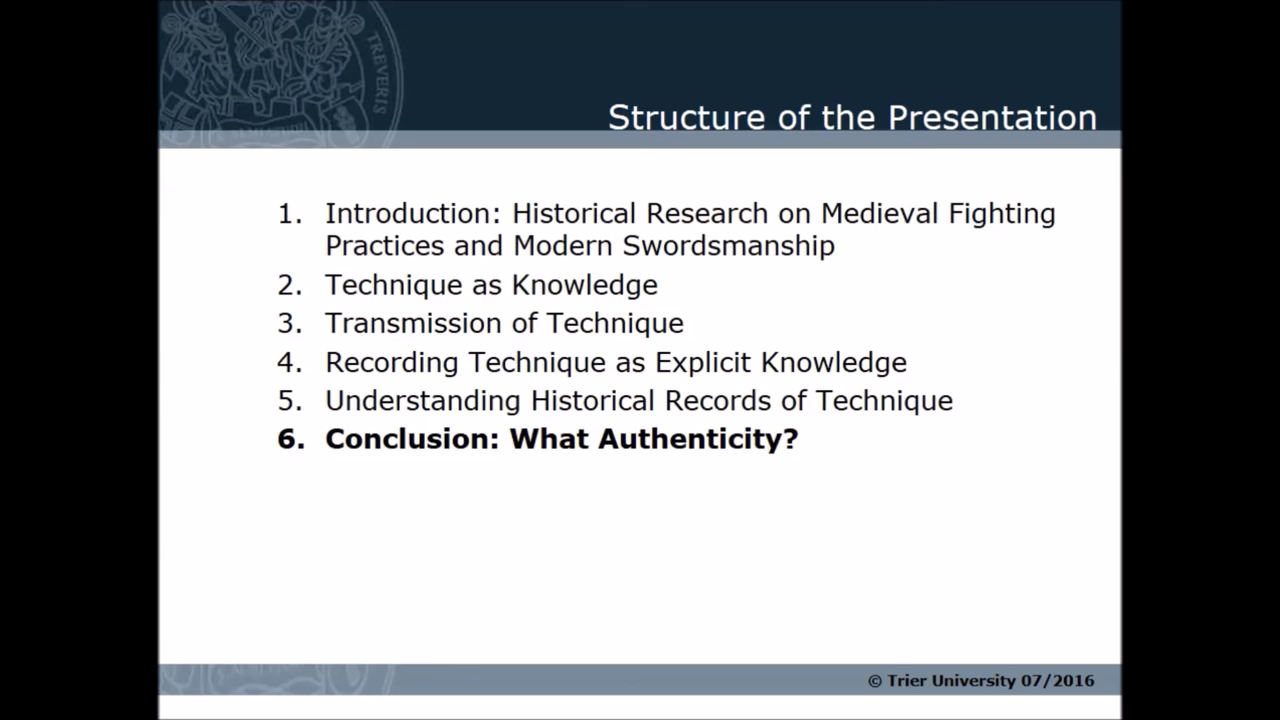 TREVERIS
Structure of the Presentation
1. Introduction: Historical Research on Medieval Fighting
Practices and Modern Swordsmanship
2. Technique as Knowledge
3. Transmission of Technique
4. Recording Technique as Explicit Knowledge
5. Understanding Historical Records of Technique
6. Conclusion: What Authenticity?
© Trier University 07/2016